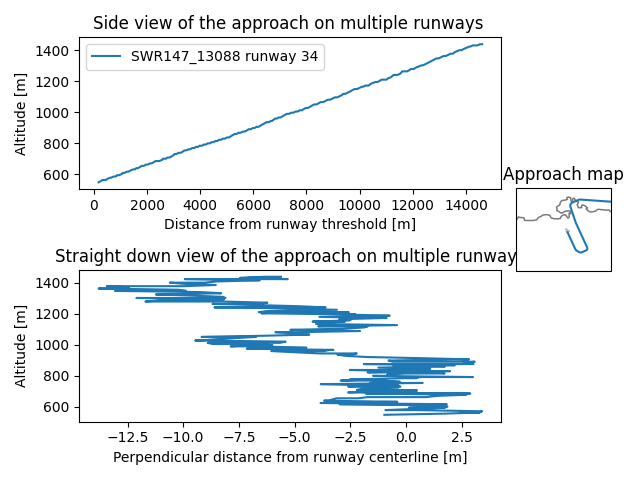 Side view of the approach on multiple runways
1400
1200
1000
800
600
Altitude [m]
SWR147_13088 runway 34
0 2000 4000 6000 8000 10000 12000 14000
Distance from runway threshold [m]
Approach map
Straight down view of the approach on multiple runway
1400
1200
1000
800
600
Altitude [m]
−12.5 −10.0 −7.5 −5.0 −2.5 0.0 2.5
Perpendicular distance from runway centerline [m]